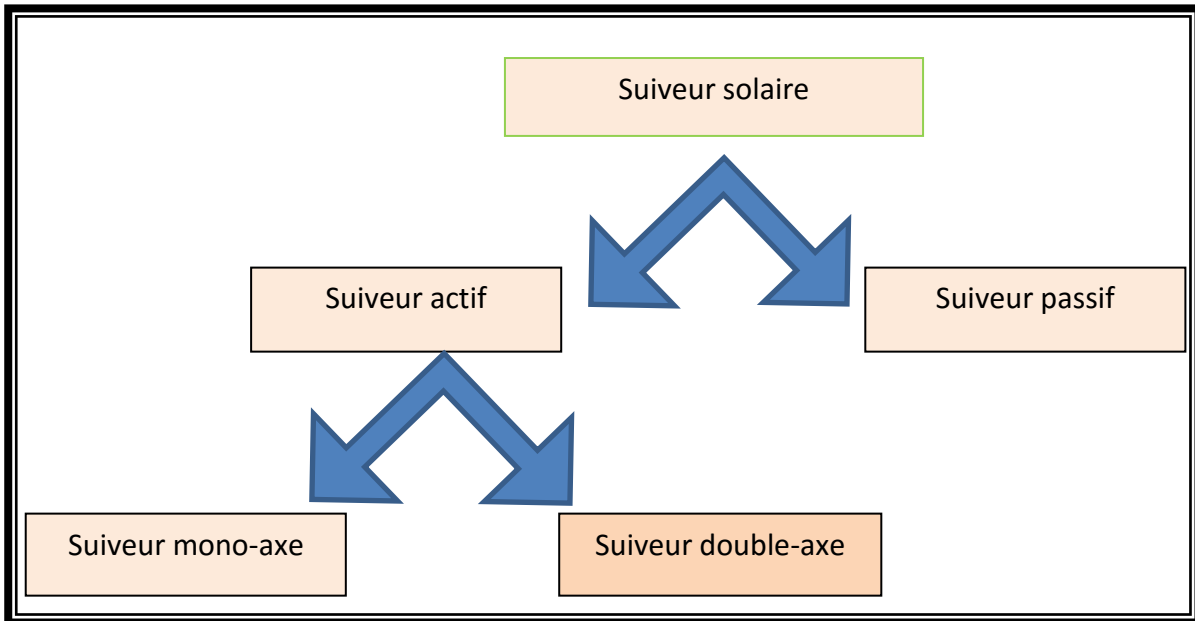 Suiveur solaire
Suiveur actif
Suiveur passif
Suiveur mono-axe
Suiveur double-axe